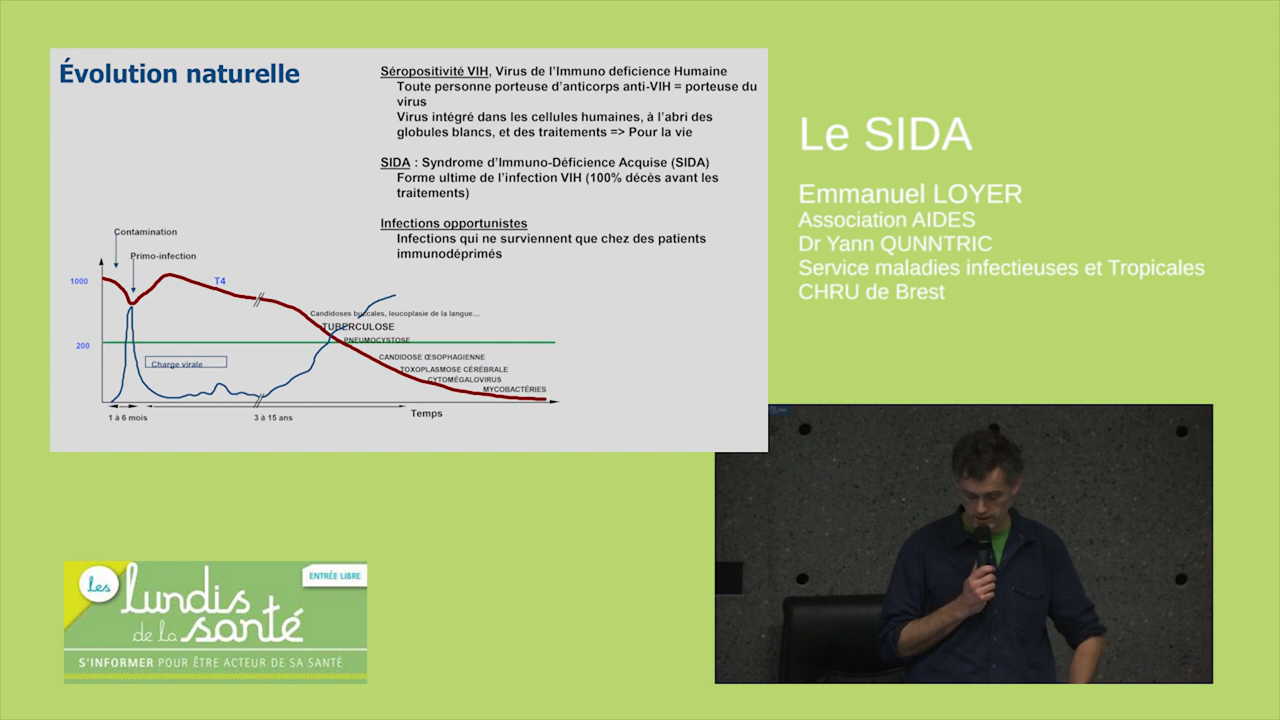 Évolution naturelle
Séropositivité VIH, Virus de l'Immuno deficience Humaine
Toute personne porteuse d'anticorps anti-VIH = porteuse du
virus
Virus intégré dans les cellules humaines, à l'abri des
globules blancs, et des traitements => Pour la vie
SIDA : Syndrome d'Immuno-Déficience Acquise (SIDA)
Forme ultime de l'infection VIH (100% décès avant les
traitements)
Infections opportunistes
Infections qui ne surviennent que chez des patients
immunodéprimés
Contamination
Primo-infection
1000
T4
Candidoses buccales, leucoplasie de la langue...
TUBERCULOSE
PNEUMOCYSTOSE
200
CANDIDOSE ŒSOPHAGIENNE
Charge virale
TOXOPLASMOSE CÉRÉBRALE
CYTOMÉGALOVIRUS
MYCOBACTÉRIES
1 à 6 mois
3 à 15 ans
Temps
Le SIDA
Emmanuel LOYER
Association AIDES
Dr Yann QUNNTRIC
Service maladies infectieuses et Tropicales
CHRU de Brest
les
lundis
de la santé
ENTRÉE LIBRE
S'INFORMER POUR ÊTRE ACTEUR DE SA SANTÉ